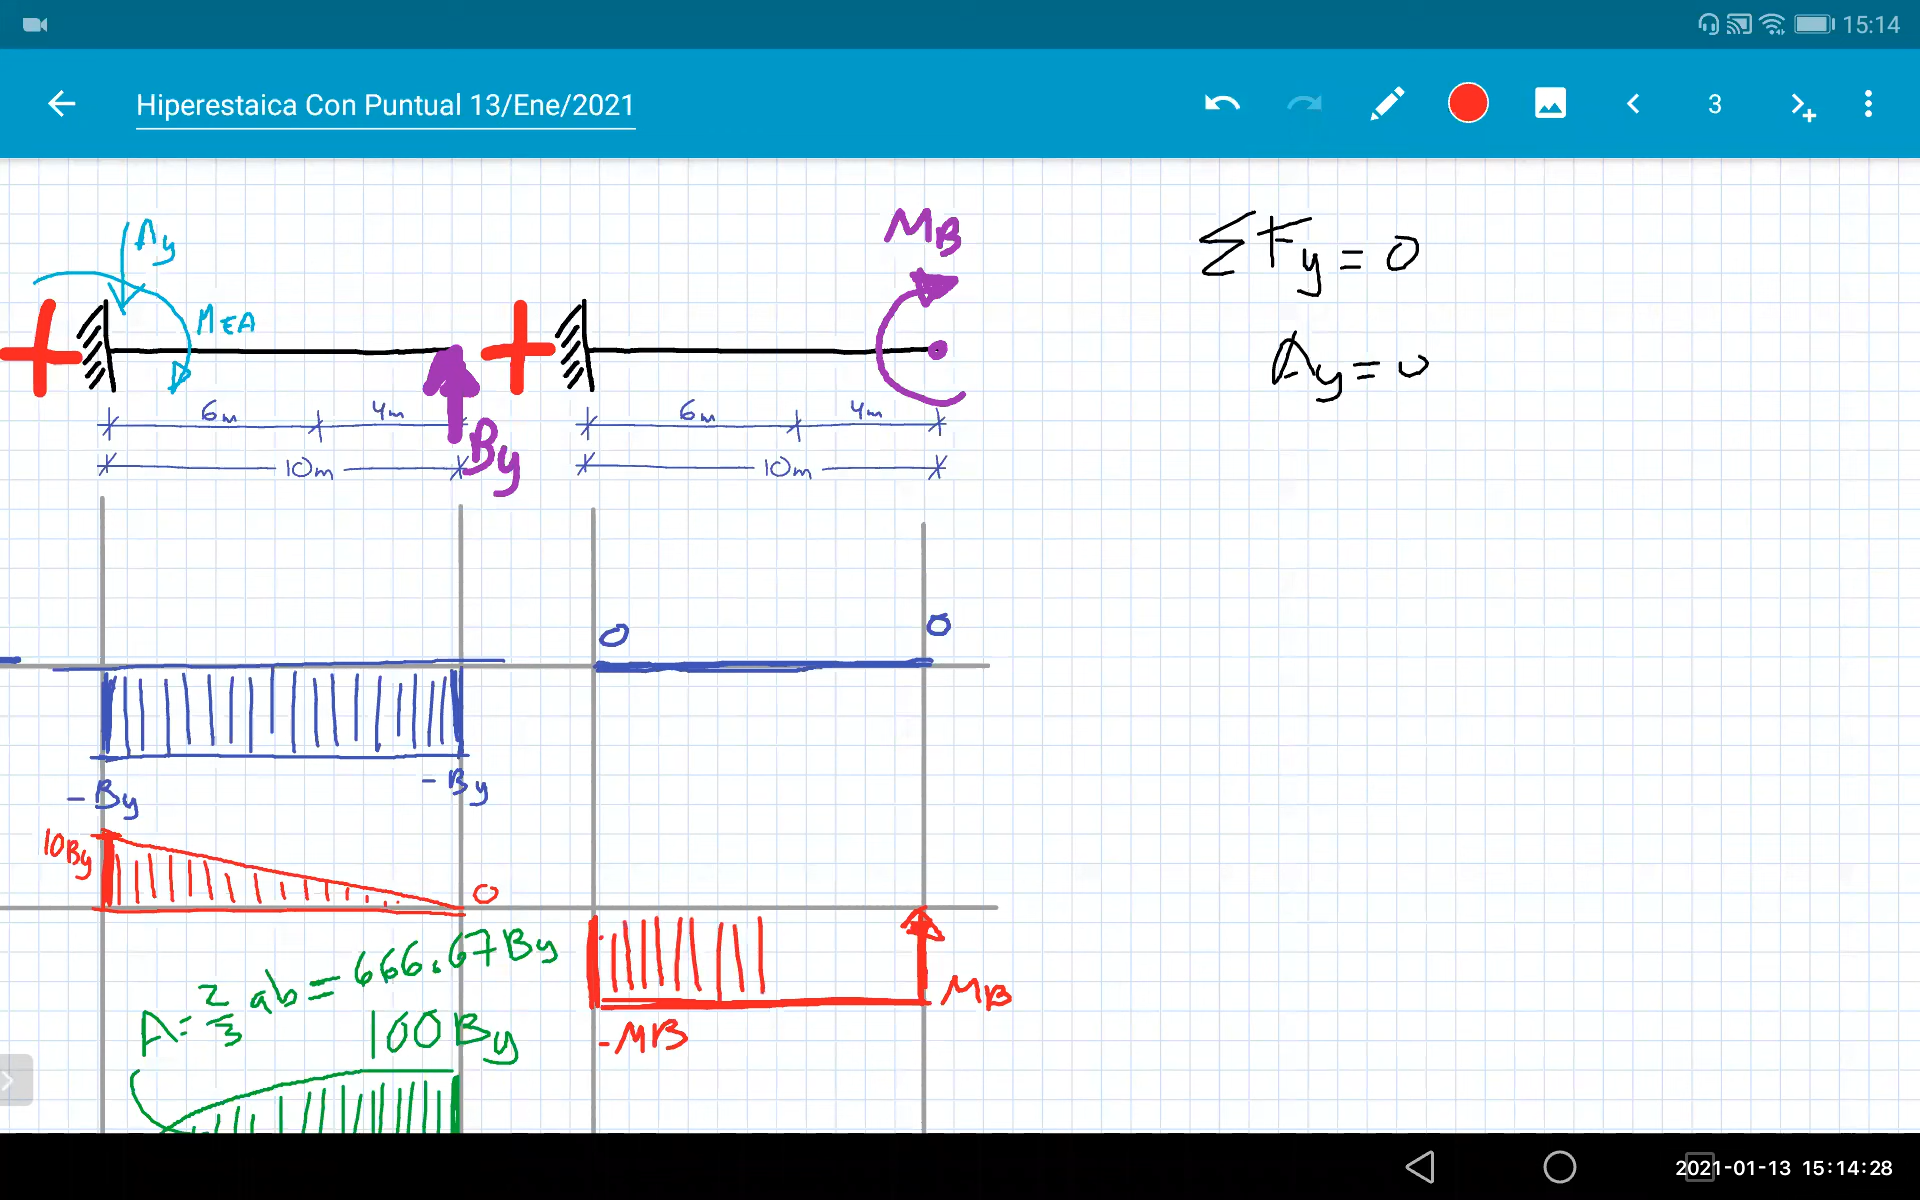 15:14
Hiperestaica Con Puntual 13/Ene/2021
3
Ay
MEA
MB
ΣFy = 0
Ay = 0
6m 4m
By
6m 4m
10m
10m
0 0
-By -By
10By
0
A = 2/3 ab = 666.67By
100By
MB
-MB
2021-01-13 15:14:28